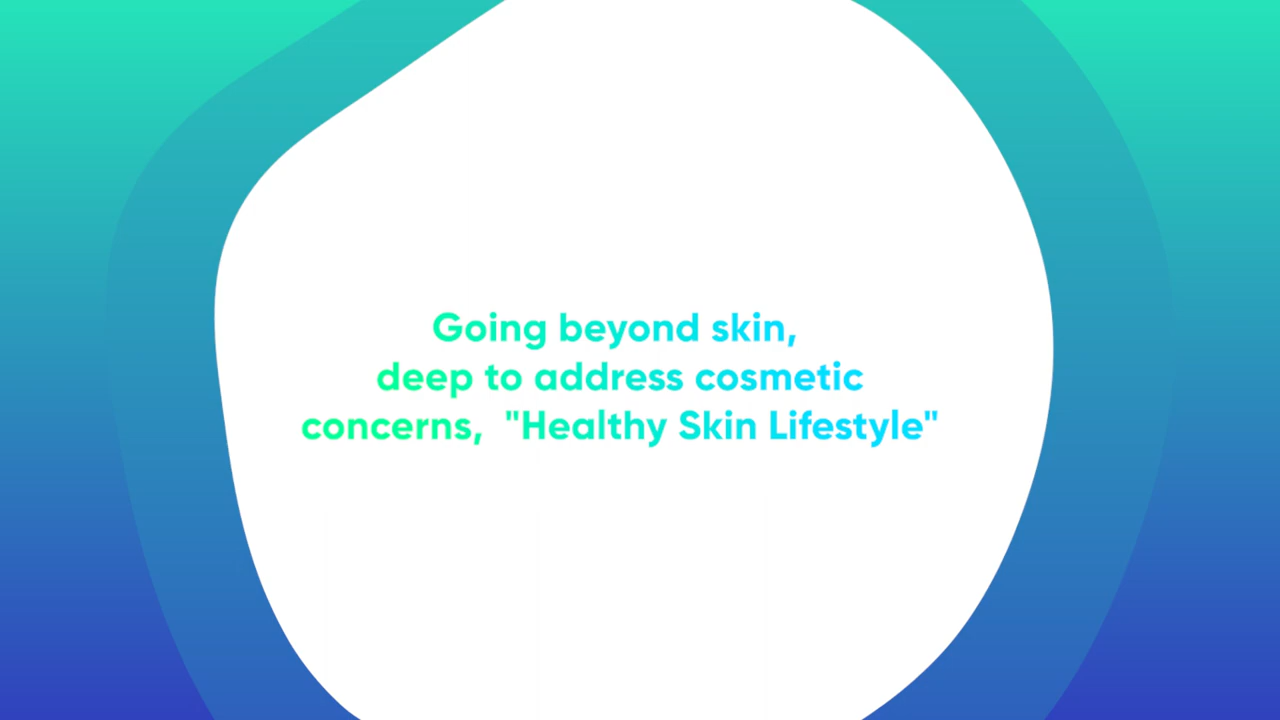 Going beyond skin,
deep to address cosmetic
concerns, "Healthy Skin Lifestyle"